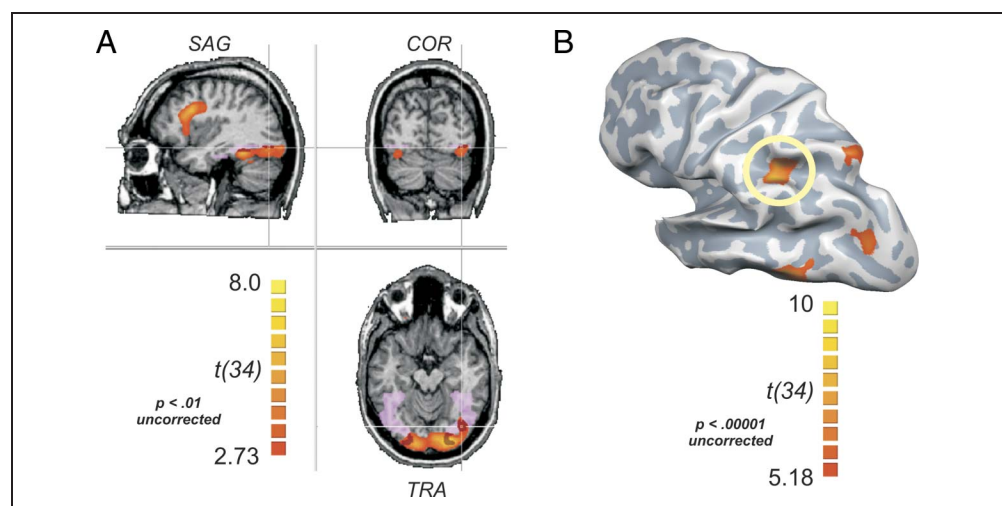 A
SAG
COR
8.0
t(34)
p < .01
uncorrected
2.73
TRA
B
10
t(34)
p < .00001
uncorrected
5.18